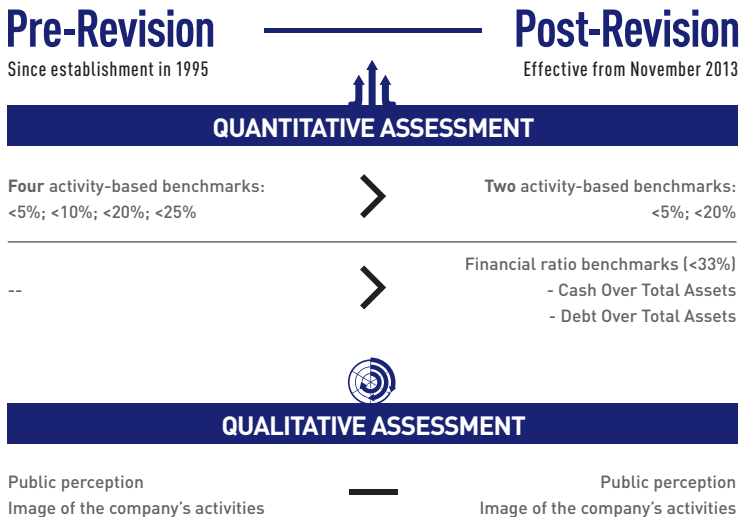 Pre-Revision
Post-Revision
Since establishment in 1995
Effective from November 2013
QUANTITATIVE ASSESSMENT
Four activity-based benchmarks:
<5%; <10%; <20%; <25%
Two activity-based benchmarks:
<5%; <20%
--
Financial ratio benchmarks (<33%)
- Cash Over Total Assets
- Debt Over Total Assets
QUALITATIVE ASSESSMENT
Public perception
Image of the company's activities
Public perception
Image of the company's activities